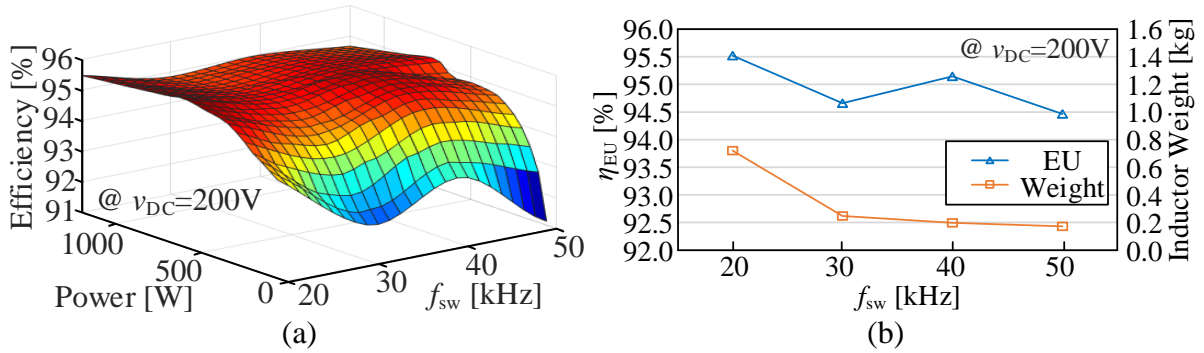 Efficiency [%]
96
95
94
93
92
91
@ vDC=200V
1000
500
0
Power [W]
20
30
40
50
fsw [kHz]
(a)
ηEU [%]
96.0
95.5
95.0
94.5
94.0
93.5
93.0
92.5
92.0
@ vDC=200V
EU
Weight
1.6
1.4
1.2
1.0
0.8
0.6
0.4
0.2
0.0
Inductor Weight [kg]
20
30
40
50
fsw [kHz]
(b)